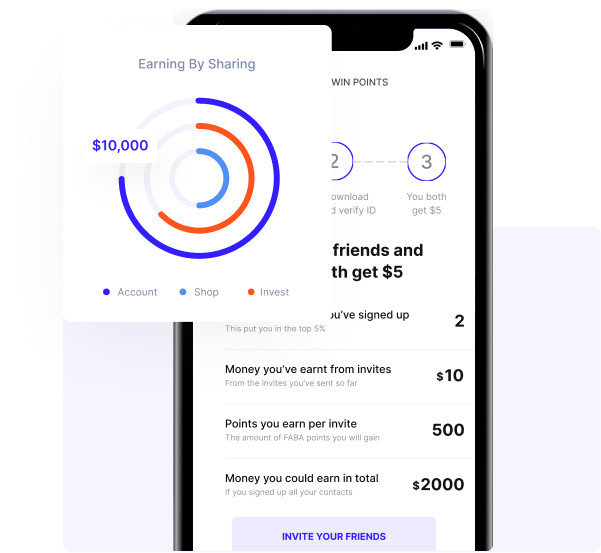 Earning By Sharing
$10,000
Account
Shop
Invest
WIN POINTS
2
3
You both
get $5
verify ID
friends and
get $5
you've signed up
This put you in the top 5%
2
Money you've earnt from invites
From the invites you've sent so far
$10
Points you earn per invite
The amount of FABA points you will gain
500
Money you could earn in total
If you signed up all your contacts
$2000
INVITE YOUR FRIENDS